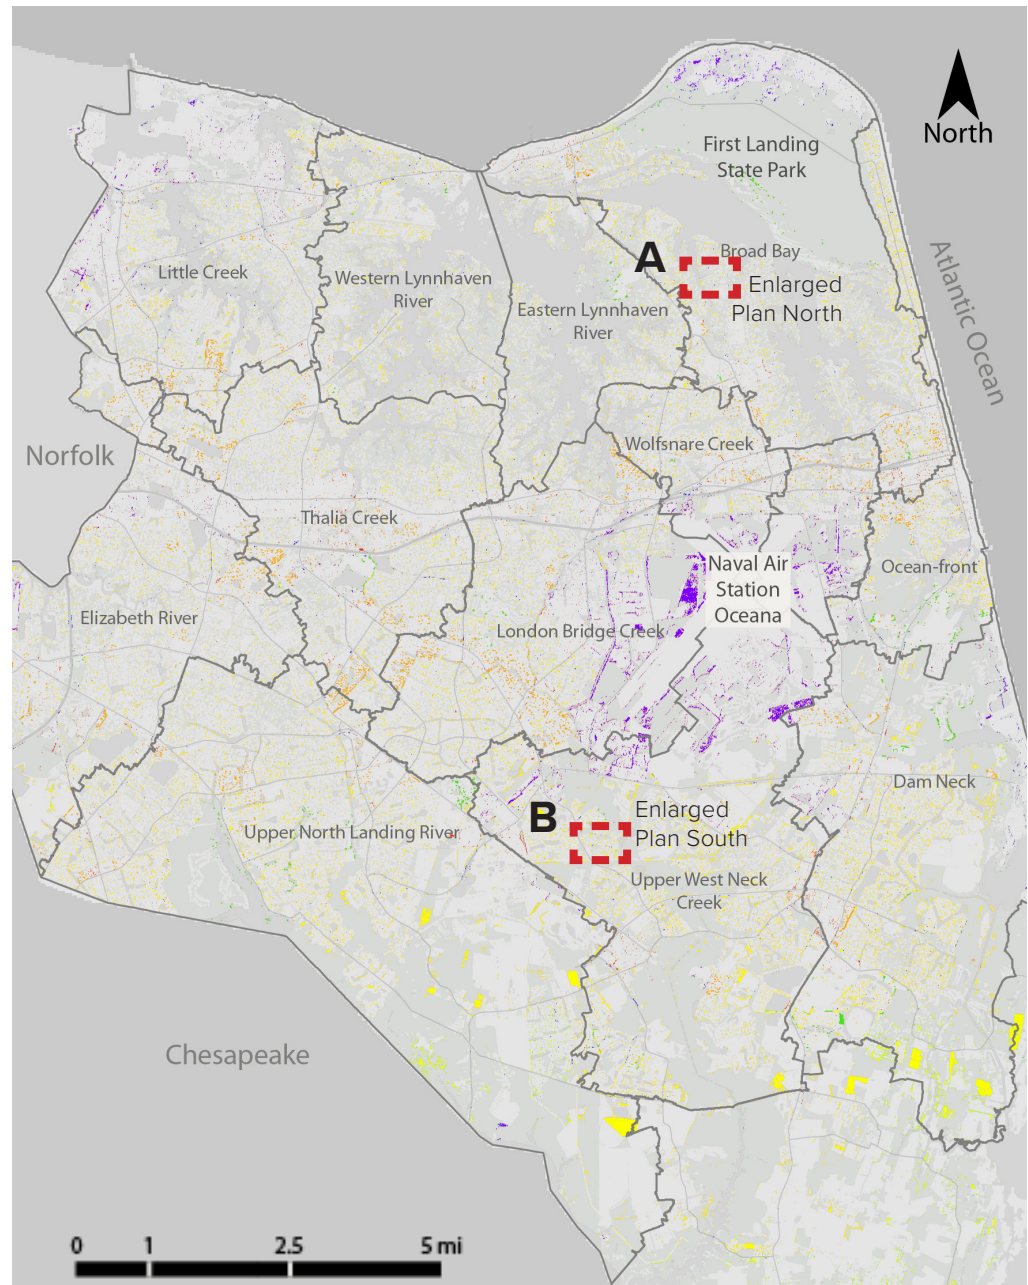 North
First Landing
State Park
Atlantic Ocean
Broad Bay
A
Enlarged
Plan North
Little Creek
Western Lynnhaven
River
Eastern Lynnhaven
River
Wolfsnare Creek
Norfolk
Thalia Creek
Naval Air
Station
Oceana
Ocean-front
Elizabeth River
London Bridge Creek
Dam Neck
B
Enlarged
Plan South
Upper North Landing River
Upper West Neck
Creek
Chesapeake
0 1 2.5 5 mi